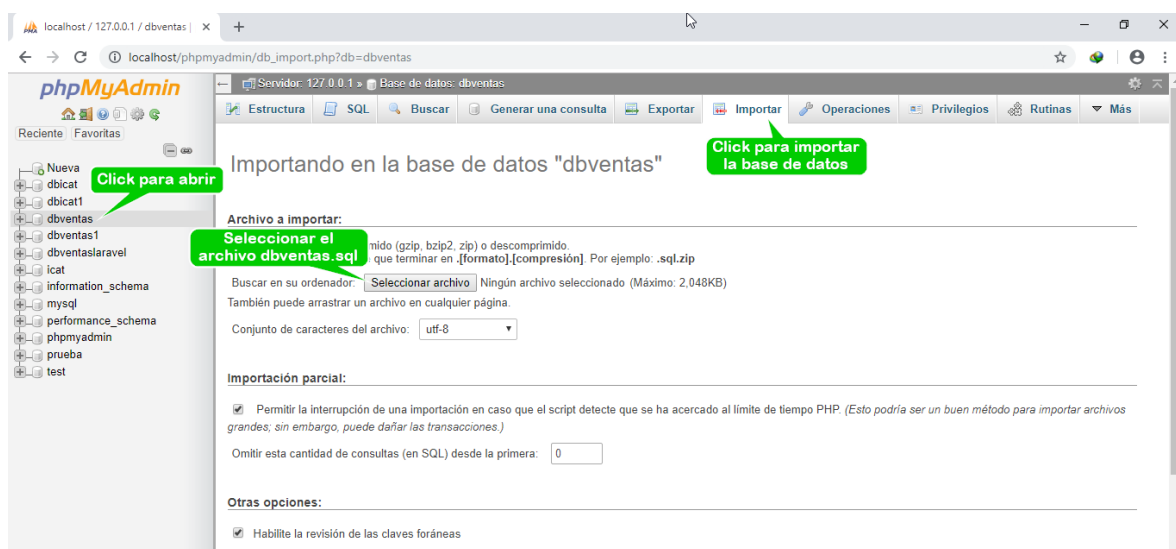 localhost / 127.0.0.1 / dbventas |
localhost/phpmyadmin/db_import.php?db=dbventas
phpMyAdmin
Reciente Favoritas
Nueva
dbicat
dbicat1
dbventas
dbventas1
dbventaslaravel
icat
information_schema
mysql
performance_schema
phpmyadmin
prueba
test
Click para abrir
Servidor: 127.0.0.1 » Base de datos: dbventas
Estructura SQL Buscar Generar una consulta Exportar Importar Operaciones Privilegios Rutinas Más
Click para importar
la base de datos
Importando en la base de datos "dbventas"
Archivo a importar:
Seleccionar el
archivo dbventas.sql
mido (gzip, bzip2, zip) o descomprimido.
que terminar en .[formato].[compresión]. Por ejemplo: .sql.zip
Buscar en su ordenador: Seleccionar archivo Ningún archivo seleccionado (Máximo: 2,048KB)
También puede arrastrar un archivo en cualquier página.
Conjunto de caracteres del archivo: utf-8
Importación parcial:
Permitir la interrupción de una importación en caso que el script detecte que se ha acercado al límite de tiempo PHP. (Esto podría ser un buen método para importar archivos
grandes; sin embargo, puede dañar las transacciones.)
Omitir esta cantidad de consultas (en SQL) desde la primera: 0
Otras opciones:
Habilite la revisión de las claves foráneas